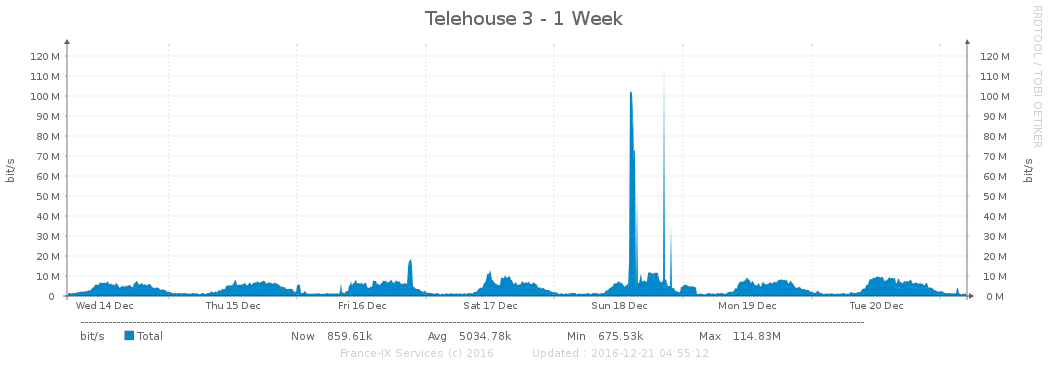 Telehouse 3 - 1 Week
RRDTOOL / TOBI OETIKER
120 M 120 M
110 M 110 M
100 M 100 M
90 M 90 M
80 M 80 M
70 M 70 M
60 M 60 M
50 M 50 M
40 M 40 M
30 M 30 M
20 M 20 M
10 M 10 M
0 0 M
bit/s
bit/s
Wed 14 Dec Thu 15 Dec Fri 16 Dec Sat 17 Dec Sun 18 Dec Mon 19 Dec Tue 20 Dec
bit/s Total Now 859.61k Avg 5034.78k Min 675.53k Max 114.83M
France-IX Services (c) 2016 Updated : 2016-12-21 04:55:12